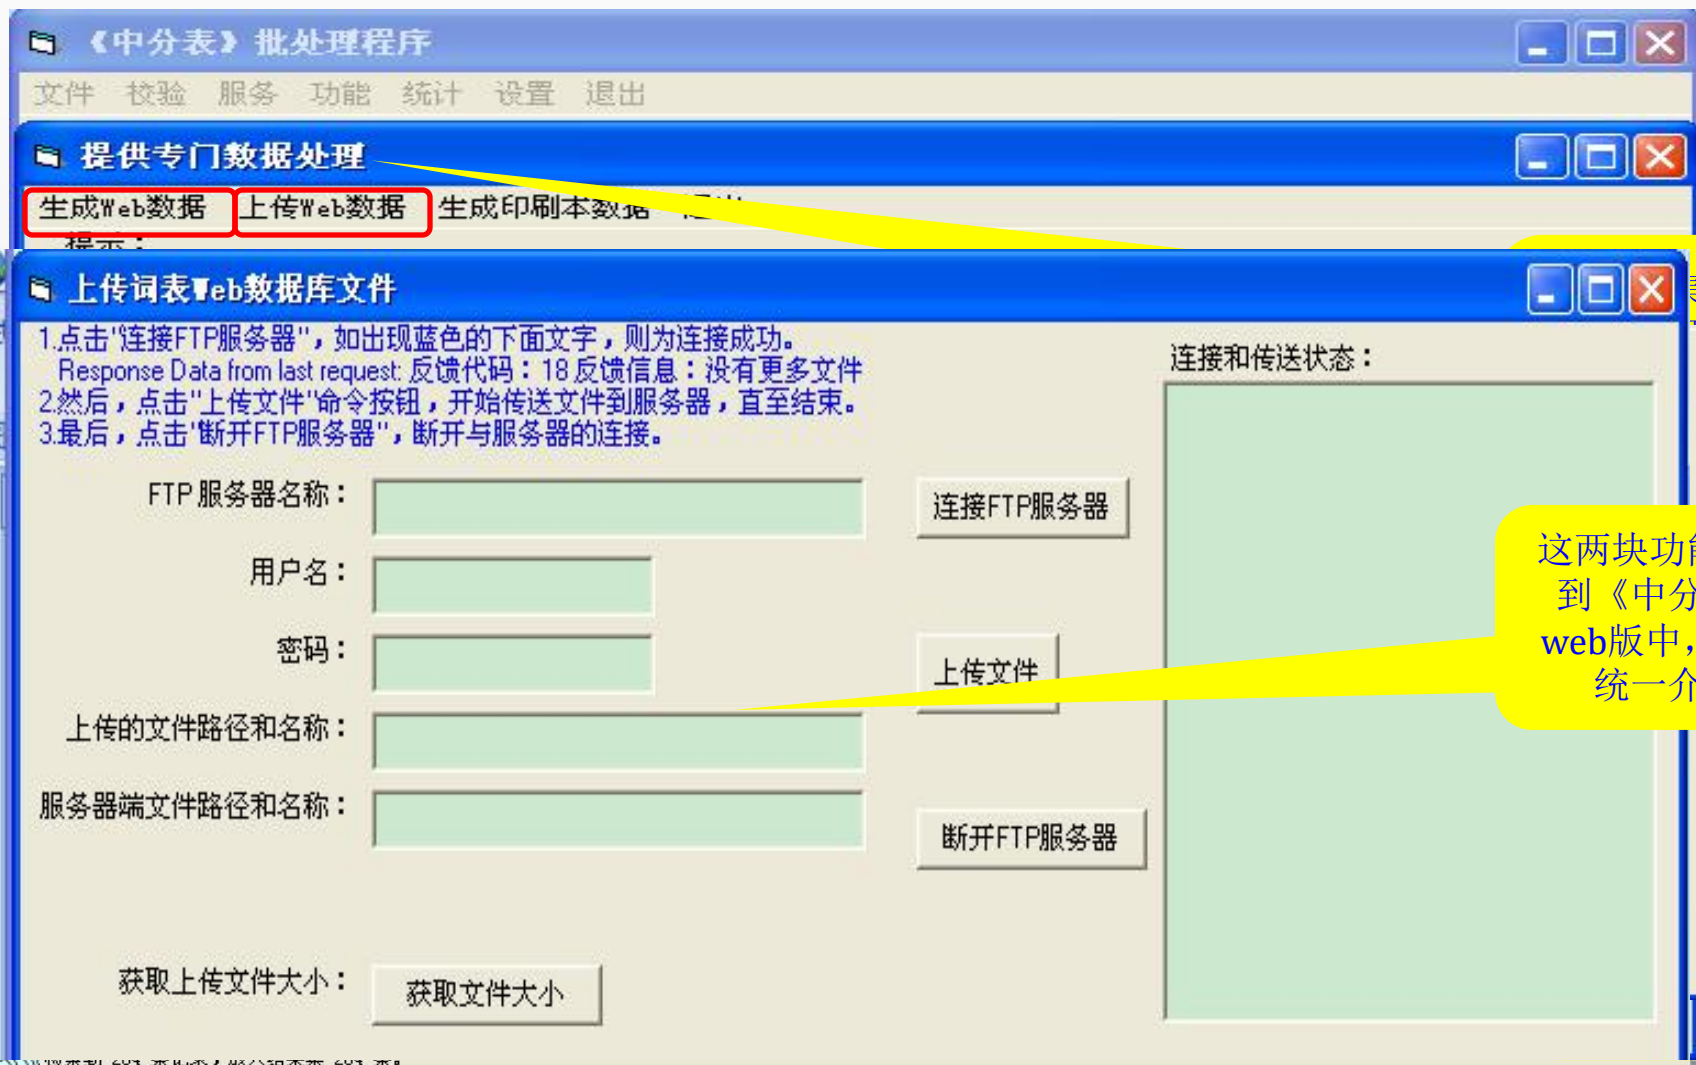 《中分表》批处理程序
文件 校验 服务 功能 统计 设置 退出
提供专门数据处理
生成Web数据 上传Web数据 生成印刷本数据
提示：
上传词表Web数据库文件
1.点击"连接FTP服务器"，如出现蓝色的下面文字，则为连接成功。
Response Data from last request: 反馈代码：18 反馈信息：没有更多文件
2.然后，点击"上传文件"命令按钮，开始传送文件到服务器，直至结束。
3.最后，点击"断开FTP服务器"，断开与服务器的连接。
连接和传送状态：
FTP 服务器名称：
连接FTP服务器
用户名：
密码：
上传文件
上传的文件路径和名称：
服务器端文件路径和名称：
断开FTP服务器
获取上传文件大小：
获取文件大小
这两块功能
到《中分
web版中，
统一介